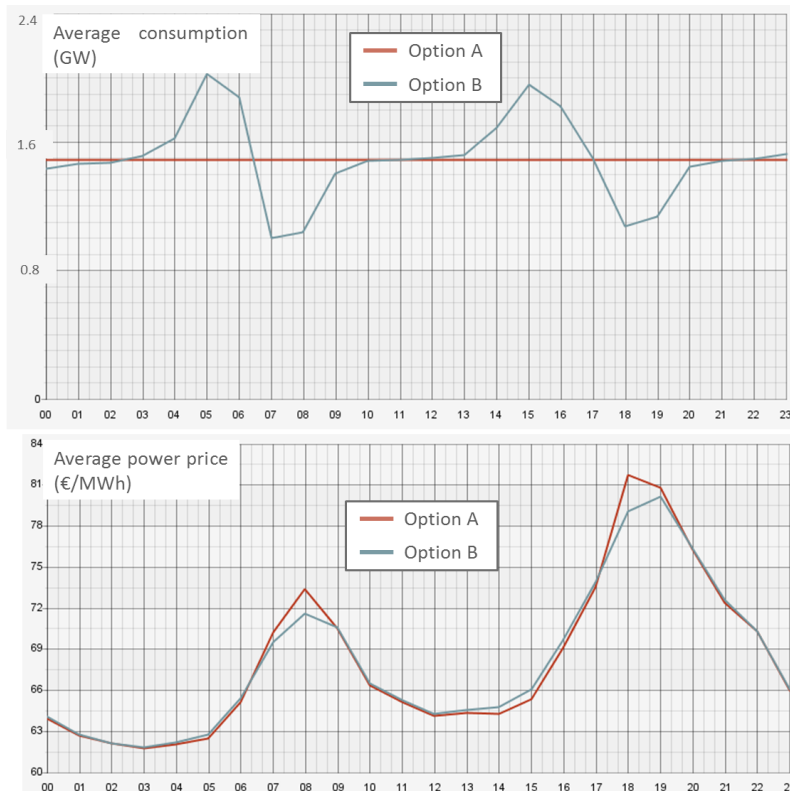 2.4
Average consumption
(GW)
Option A
Option B
1.6
0.8
0
00 01 02 03 04 05 06 07 08 09 10 11 12 13 14 15 16 17 18 19 20 21 22 23
84
Average power price
(€/MWh)
81
Option A
78
Option B
75
72
69
66
63
60
00 01 02 03 04 05 06 07 08 09 10 11 12 13 14 15 16 17 18 19 20 21 22